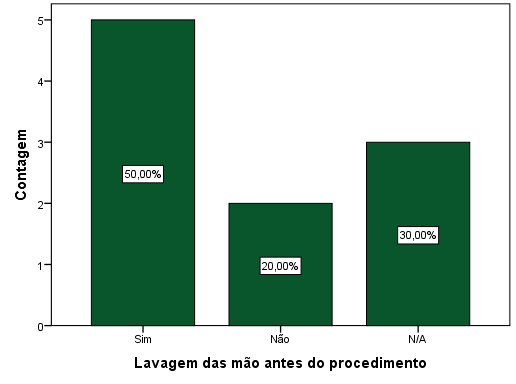 Contagem
5
4
3
2
1
0
50,00%
20,00%
30,00%
Sim
Não
N/A
Lavagem das mão antes do procedimento